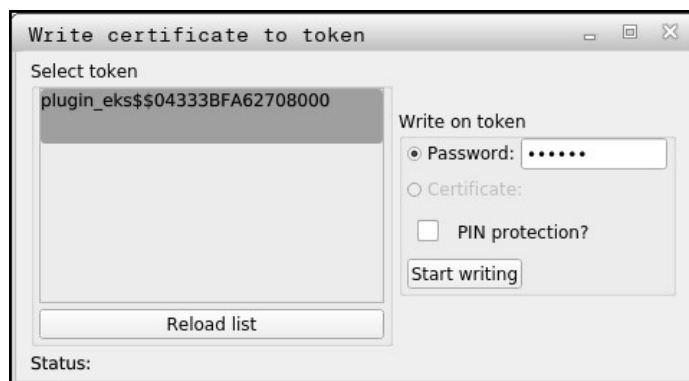 Write certificate to token
Select token
plugin_eks$$04333BFA62708000
Write on token
Password: ••••••
Certificate:
PIN protection?
Start writing
Reload list
Status: